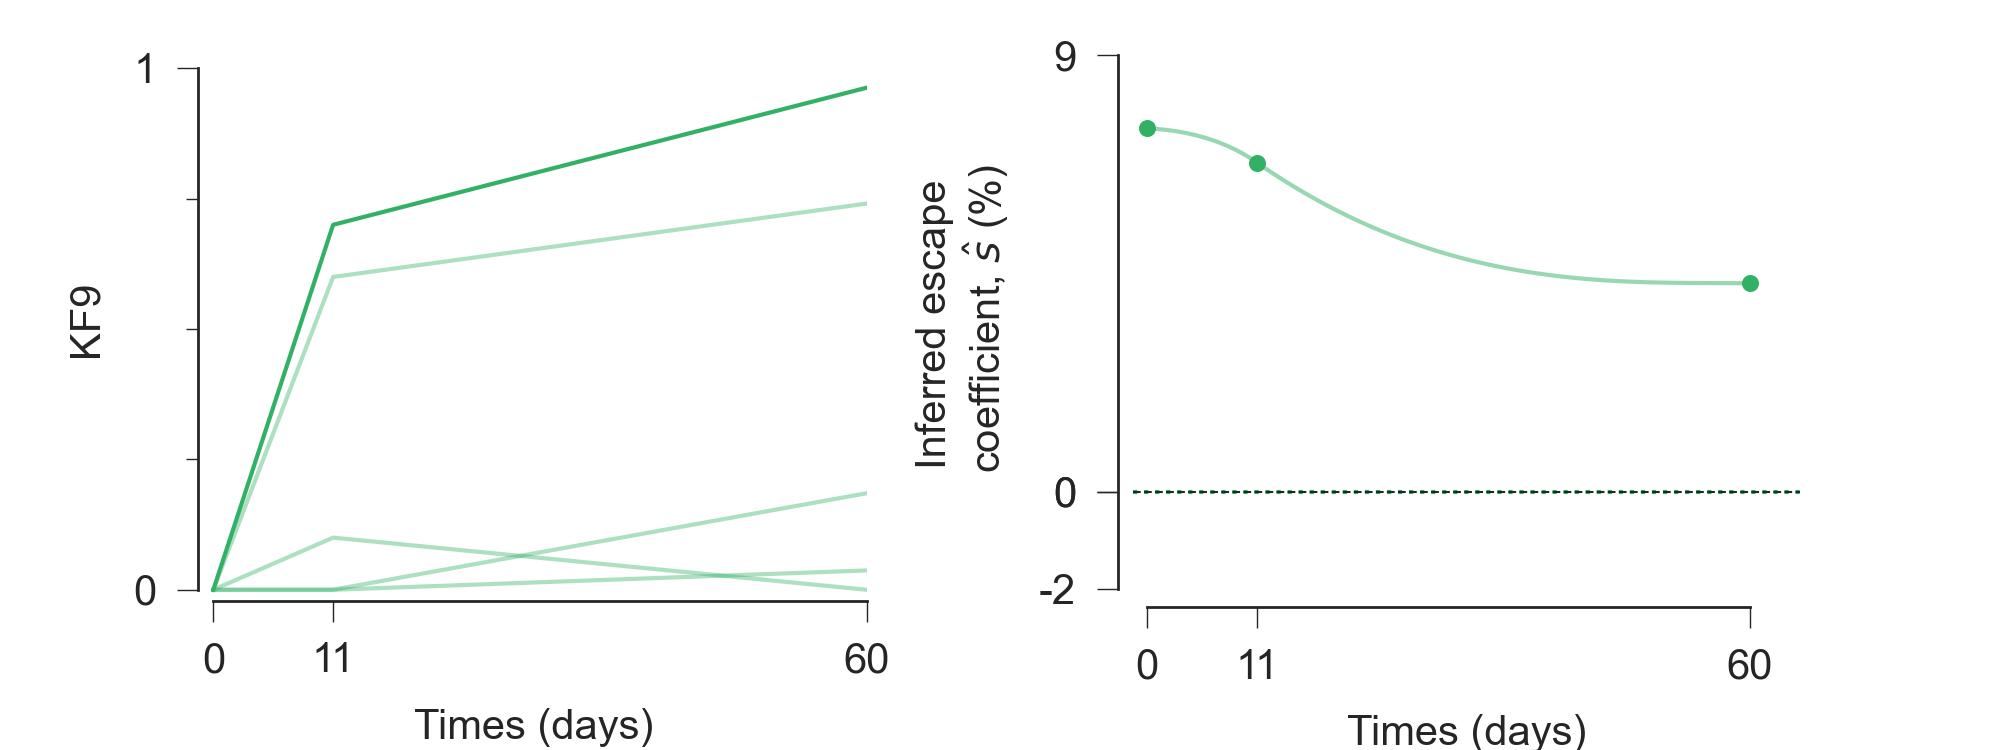 1
0
KF9
0 11 60
Times (days)
9
0
-2
Inferred escape
coefficient, ŝ (%)
0 11 60
Times (days)